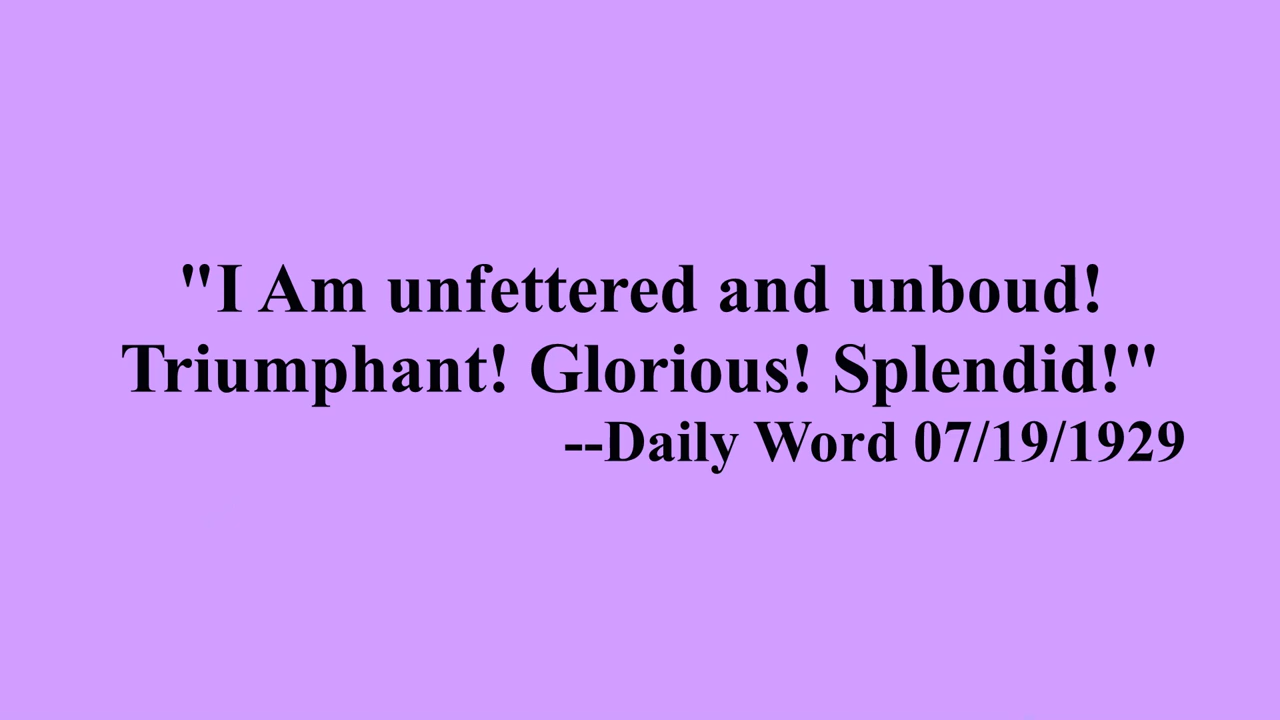 "I Am unfettered and unboud!
Triumphant! Glorious! Splendid!"
--Daily Word 07/19/1929